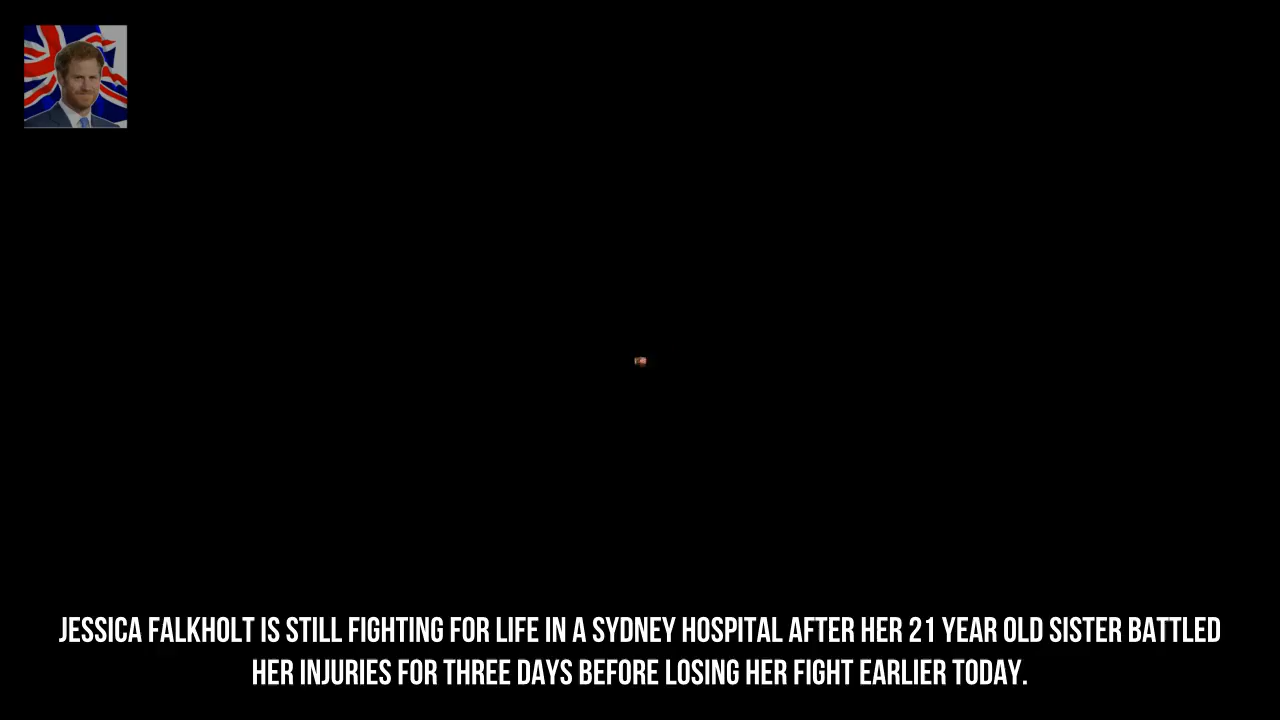 JESSICA FALKHOLT IS STILL FIGHTING FOR LIFE IN A SYDNEY HOSPITAL AFTER HER 21 YEAR OLD SISTER BATTLED
HER INJURIES FOR THREE DAYS BEFORE LOSING HER FIGHT EARLIER TODAY.